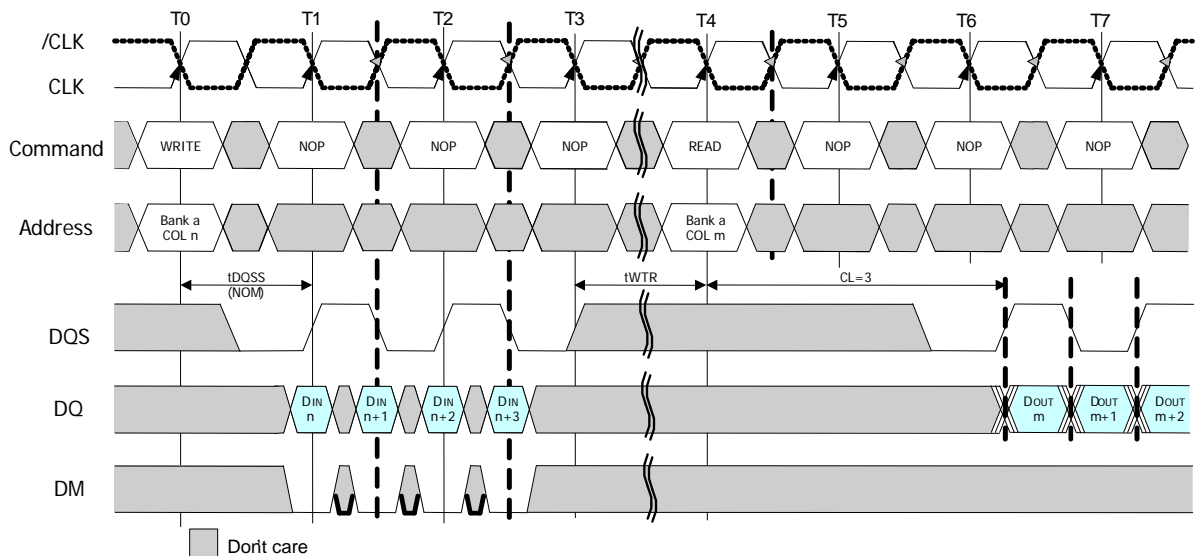 T0 T1 T2 T3 T4 T5 T6 T7
/CLK
CLK
Command WRITE NOP NOP NOP READ NOP NOP NOP
Address Bank a COL n Bank a COL m
tDQSS (NOM) tWTR CL=3
DQS
DQ DIN n DIN n+1 DIN n+2 DIN n+3 DOUT m DOUT m+1 DOUT m+2
DM
Don't care